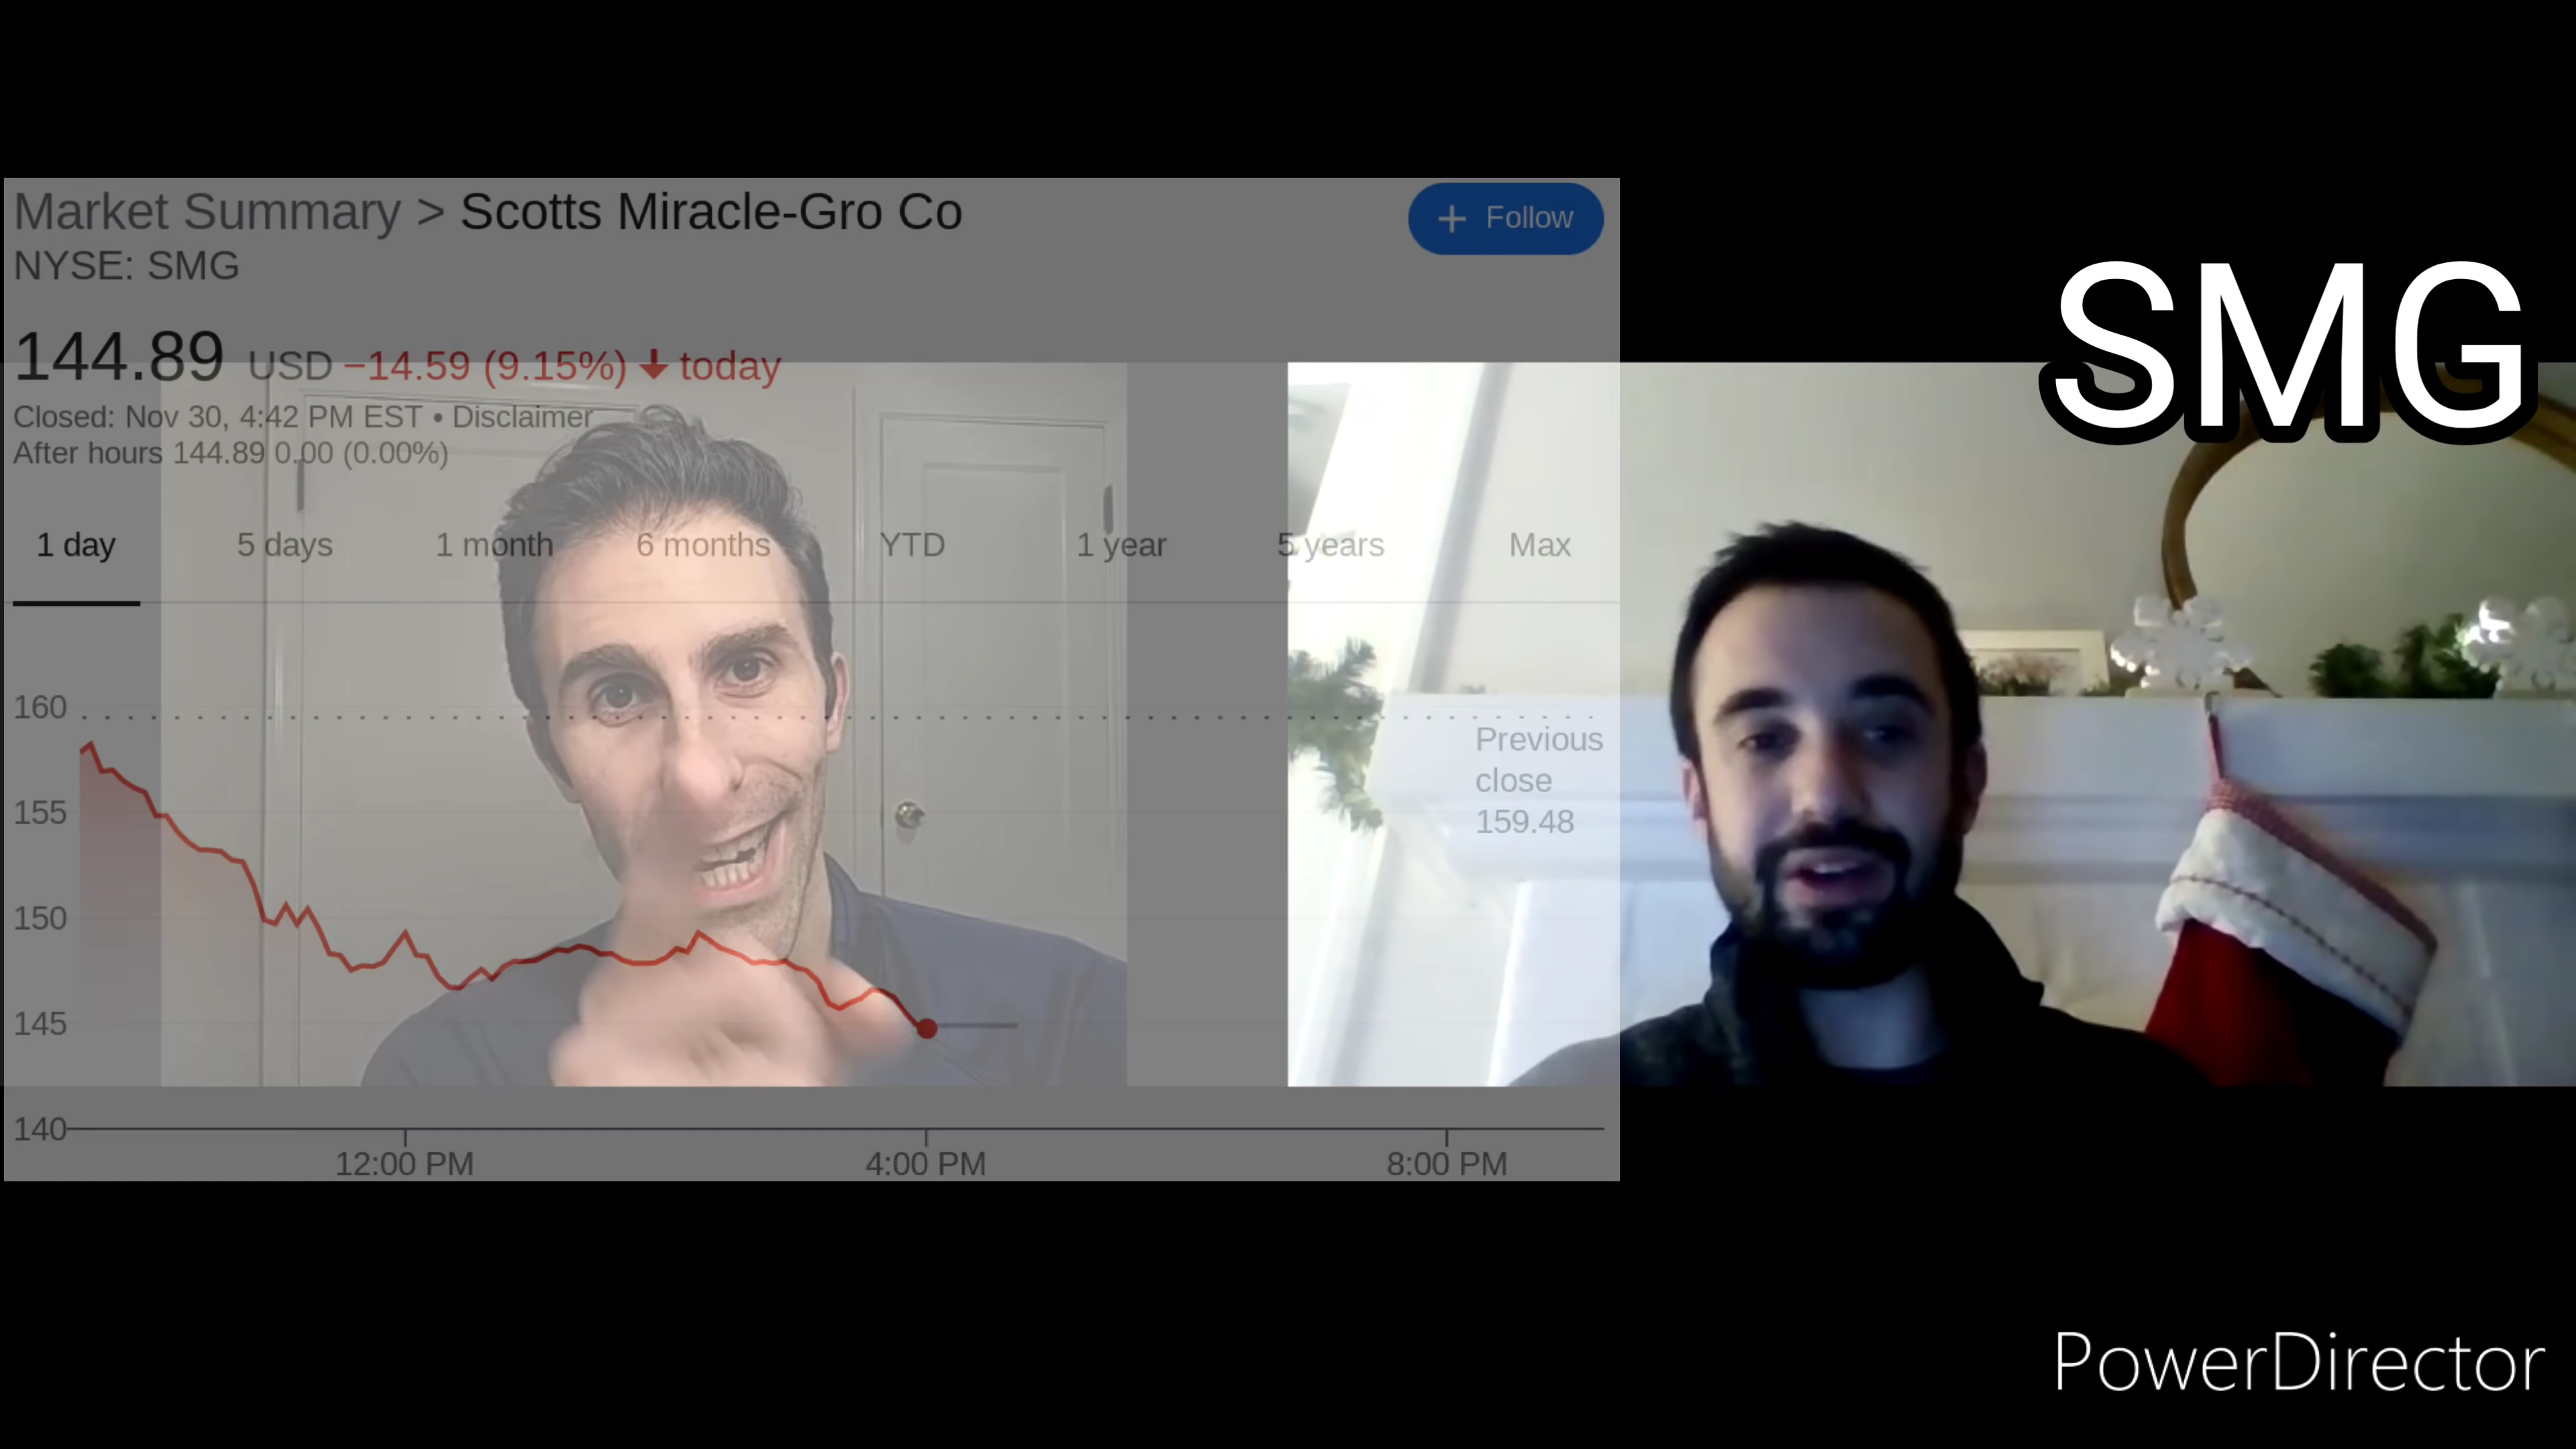 Market Summary > Scotts Miracle-Gro Co
+ Follow
NYSE: SMG
SMG
144.89 USD −14.59 (9.15%) ↓ today
Closed: Nov 30, 4:42 PM EST • Disclaimer
After hours 144.89 0.00 (0.00%)
1 day 5 days 1 month 6 months YTD 1 year 5 years Max
160
Previous
close
159.48
155
150
145
140
12:00 PM 4:00 PM 8:00 PM
PowerDirector